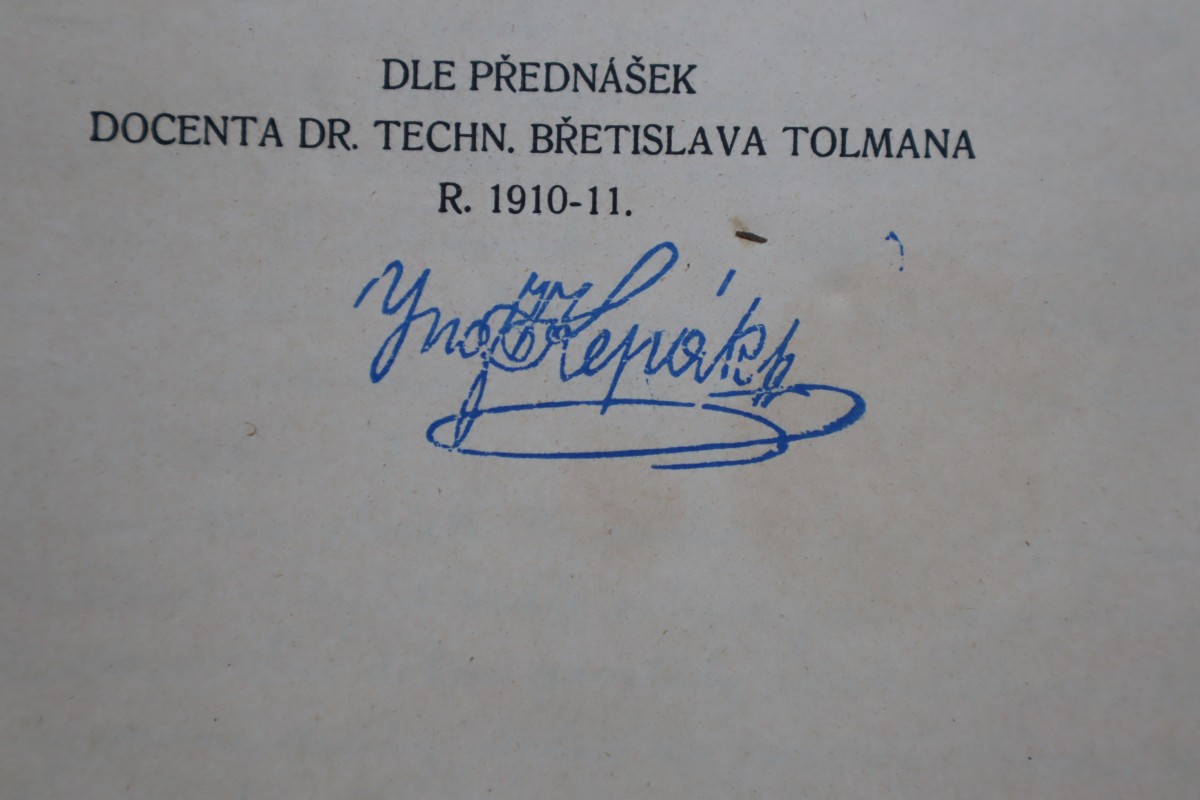 DLE PŘEDNÁŠEK
DOCENTA DR. TECHN. BŘETISLAVA TOLMANA
R. 1910-11.